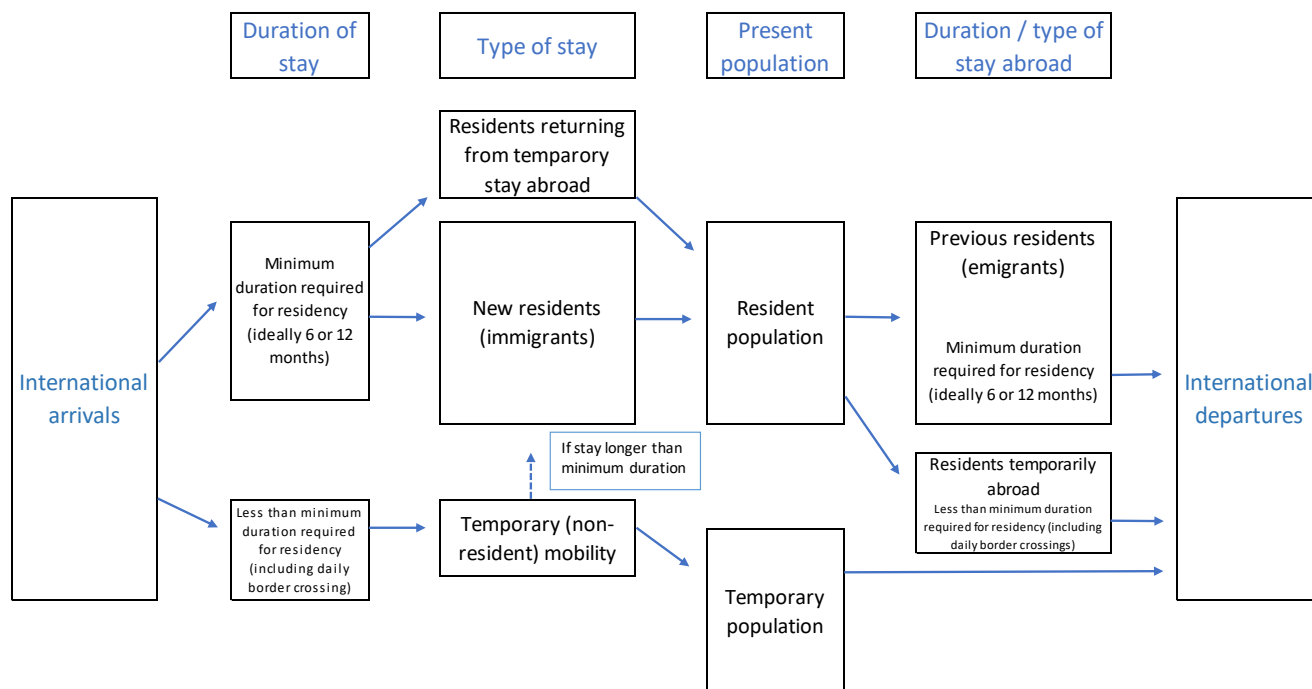 Duration of
stay
Type of stay
Present
population
Duration / type of
stay abroad
International
arrivals
Minimum
duration required
for residency
(ideally 6 or 12
months)
Less than minimum
duration required
for residency
(including daily
border crossing)
Residents returning
from temparory
stay abroad
New residents
(immigrants)
If stay longer than
minimum duration
Temporary (non-
resident) mobility
Resident
population
Temporary
population
Previous residents
(emigrants)
Minimum duration
required for residency
(ideally 6 or 12 months)
Residents temporarily
abroad
Less than minimum duration
required for residency (including
daily border crossings)
International
departures